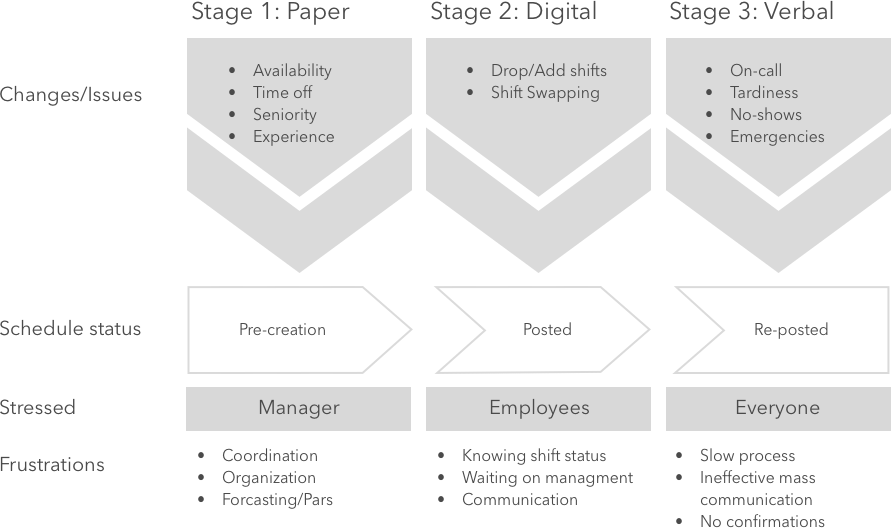 Stage 1: Paper
Stage 2: Digital
Stage 3: Verbal
Changes/Issues
• Availability
• Time off
• Seniority
• Experience
• Drop/Add shifts
• Shift Swapping
• On-call
• Tardiness
• No-shows
• Emergencies
Schedule status
Pre-creation
Posted
Re-posted
Stressed
Manager
Employees
Everyone
Frustrations
• Coordination
• Organization
• Forcasting/Pars
• Knowing shift status
• Waiting on managment
• Communication
• Slow process
• Ineffective mass
communication
• No confirmations